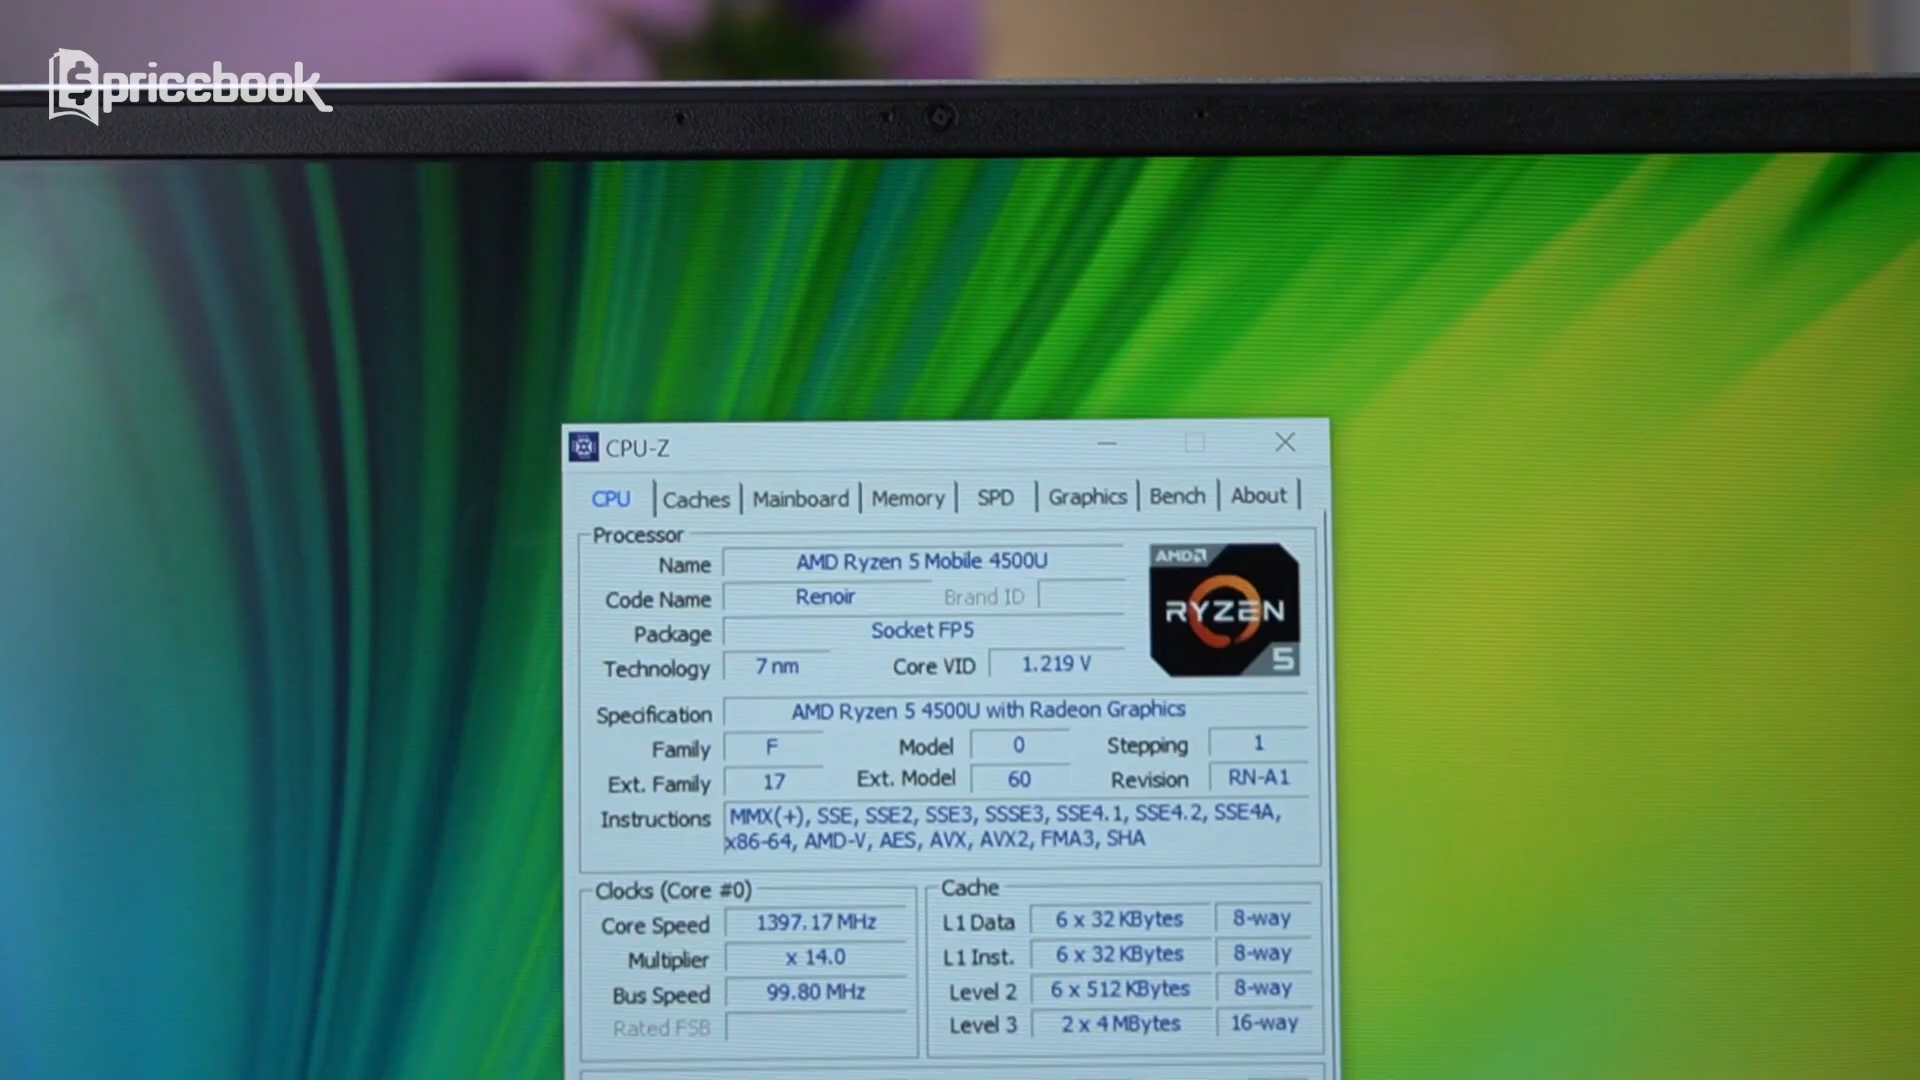 pricebook
CPU-Z
CPU Caches Mainboard Memory SPD Graphics Bench About
Processor
Name AMD Ryzen 5 Mobile 4500U
Code Name Renoir Brand ID
Package Socket FP5
Technology 7 nm Core VID 1.219 V
AMD
RYZEN
5
Specification AMD Ryzen 5 4500U with Radeon Graphics
Family F Model 0 Stepping 1
Ext. Family 17 Ext. Model 60 Revision RN-A1
Instructions MMX(+), SSE, SSE2, SSE3, SSSE3, SSE4.1, SSE4.2, SSE4A,
x86-64, AMD-V, AES, AVX, AVX2, FMA3, SHA
Clocks (Core #0)
Core Speed 1397.17 MHz
Multiplier x 14.0
Bus Speed 99.80 MHz
Rated FSB
Cache
L1 Data 6 x 32 KBytes 8-way
L1 Inst. 6 x 32 KBytes 8-way
Level 2 6 x 512 KBytes 8-way
Level 3 2 x 4 MBytes 16-way